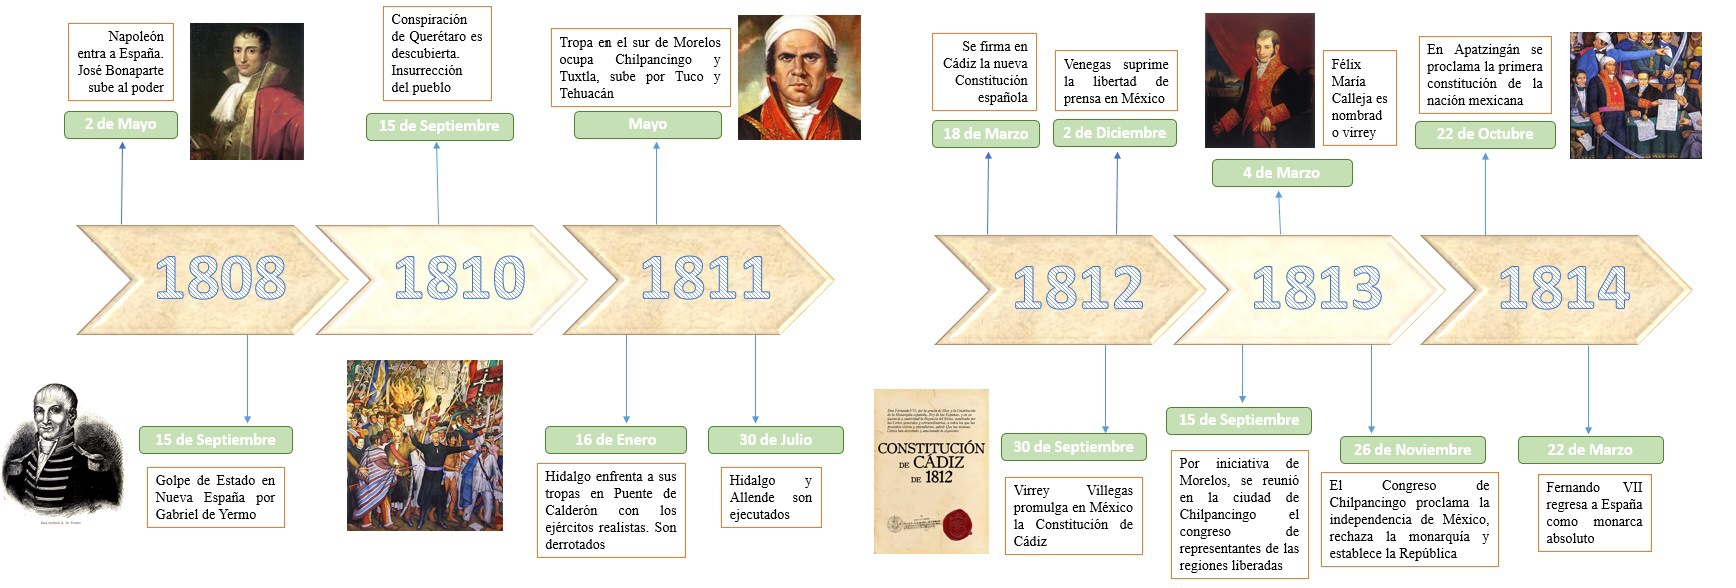 Napoleón
entra a España.
José Bonaparte
sube al poder
2 de Mayo
Conspiración
de Querétaro es
descubierta.
Insurrección
del pueblo
15 de Septiembre
Tropa en el sur de Morelos
ocupa Chilpancingo y
Tuxtla, sube por Tuco y
Tehuacán
Mayo
1808
1810
1811
15 de Septiembre
Golpe de Estado en
Nueva España por
Gabriel de Yermo
16 de Enero
Hidalgo enfrenta a sus
tropas en Puente de
Calderón con los
ejércitos realistas. Son
derrotados
30 de Julio
Hidalgo y
Allende son
ejecutados
Se firma en
Cádiz la nueva
Constitución
española
18 de Marzo
Venegas suprime
la libertad de
prensa en México
2 de Diciembre
Félix
María
Calleja es
nombrad
o virrey
4 de Marzo
En Apatzingán se
proclama la primera
constitución de la
nación mexicana
22 de Octubre
1812
1813
1814
CONSTITUCIÓN
DE CÁDIZ
DE 1812
30 de Septiembre
Virrey Villegas
promulga en México
la Constitución de
Cádiz
15 de Septiembre
Por iniciativa de
Morelos, se reunió
en la ciudad de
Chilpancingo el
congreso de
representantes de las
regiones liberadas
26 de Noviembre
El Congreso de
Chilpancingo proclama la
independencia de México,
rechaza la monarquía y
establece la República
22 de Marzo
Fernando VII
regresa a España
como monarca
absoluto